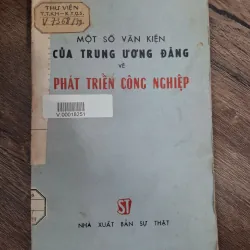 THƯ VIỆN
MỘT SỐ VĂN KIỆN
CỦA TRUNG ƯƠNG ĐẢNG
VỀ
PHÁT TRIỂN CÔNG NGHIỆP
V.00019251
ST
NHÀ XUẤT BẢN SỰ THẬT